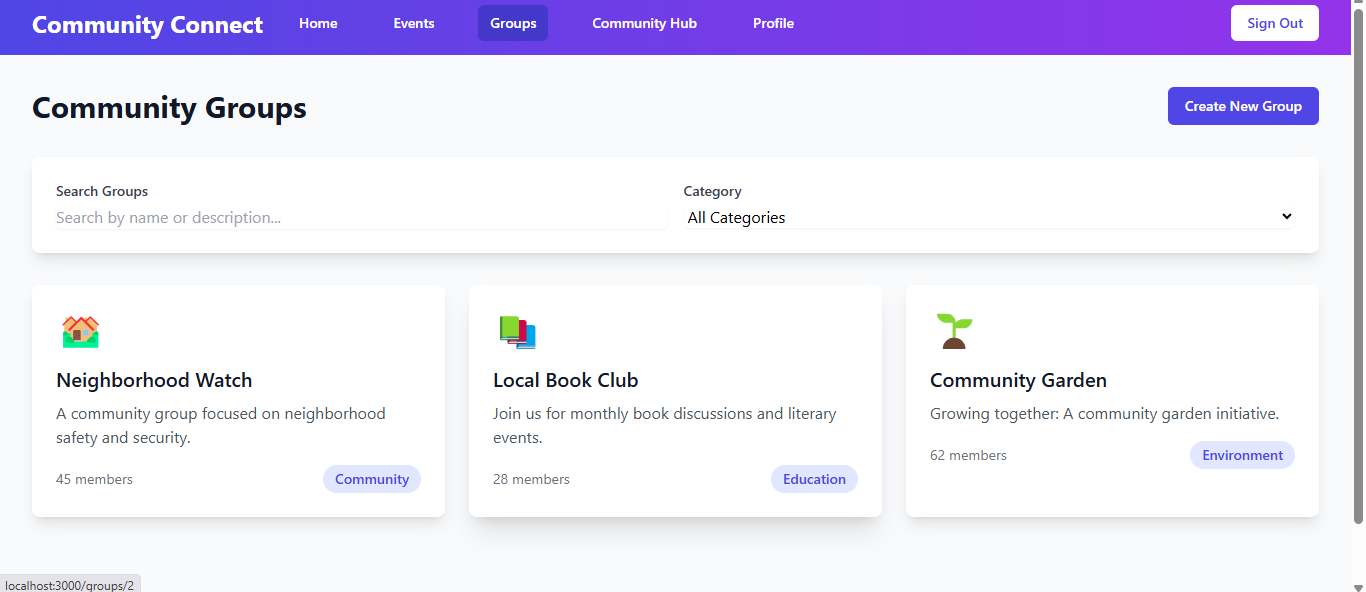 Community Connect Home Events Groups Community Hub Profile Sign Out
Community Groups Create New Group
Search Groups Category
Search by name or description... All Categories
Neighborhood Watch
A community group focused on neighborhood
safety and security.
45 members Community
Local Book Club
Join us for monthly book discussions and literary
events.
28 members Education
Community Garden
Growing together: A community garden initiative.
62 members Environment
localhost:3000/groups/2